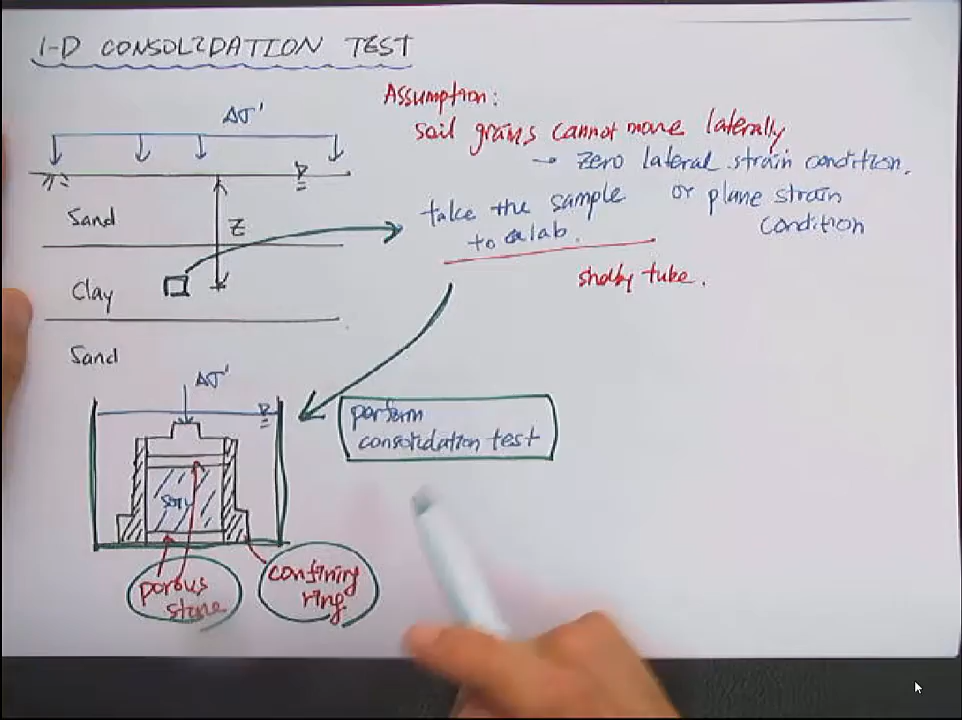 1-D CONSOLIDATION TEST
Δσ'
Sand
Z
Clay
Sand
Assumption:
soil grains cannot move laterally
→ zero lateral strain condition.
or plane strain
condition
take the sample
to a lab.
shelby tube.
Δσ'
perform
consolidation test
porous
stone
confining
ring